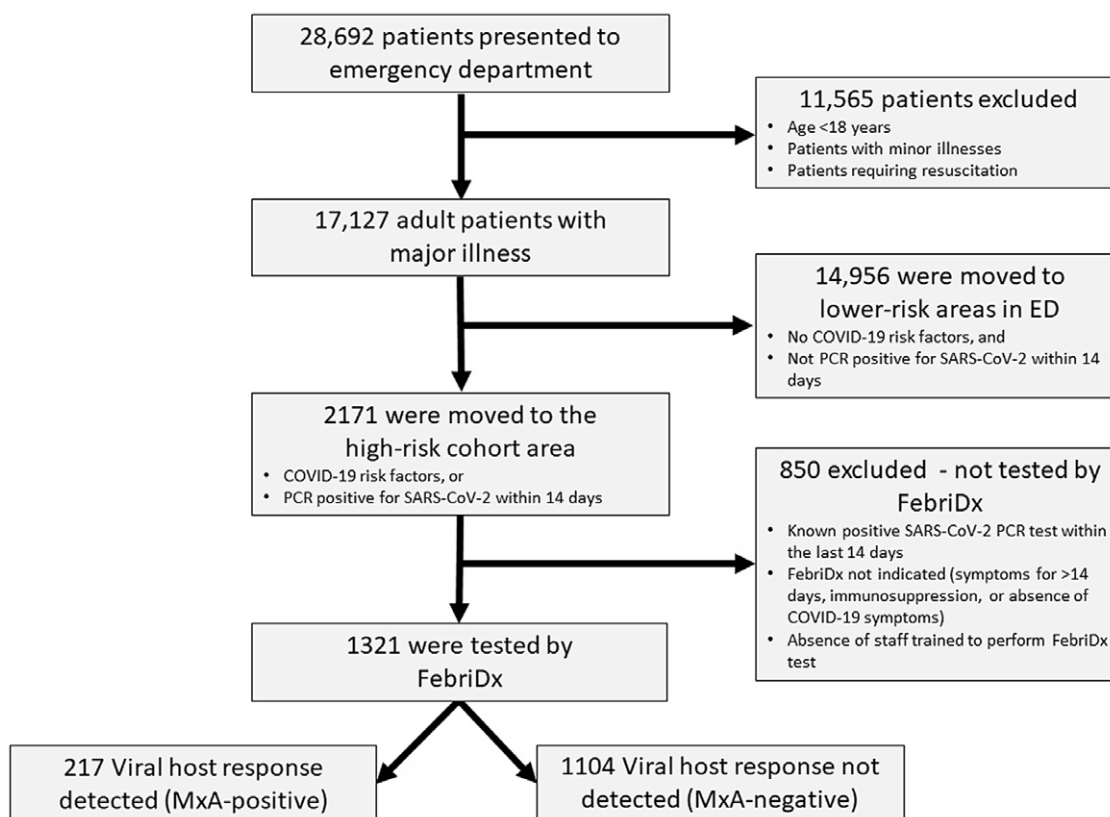 28,692 patients presented to
emergency department
11,565 patients excluded
• Age <18 years
• Patients with minor illnesses
• Patients requiring resuscitation
17,127 adult patients with
major illness
14,956 were moved to
lower-risk areas in ED
• No COVID-19 risk factors, and
• Not PCR positive for SARS-CoV-2 within 14
days
2171 were moved to the
high-risk cohort area
• COVID-19 risk factors, or
• PCR positive for SARS-CoV-2 within 14 days
850 excluded - not tested by
FebriDx
• Known positive SARS-CoV-2 PCR test within
the last 14 days
• FebriDx not indicated (symptoms for >14
days, immunosuppression, or absence of
COVID-19 symptoms)
• Absence of staff trained to perform FebriDx
test
1321 were tested by
FebriDx
217 Viral host response
detected (MxA-positive)
1104 Viral host response not
detected (MxA-negative)